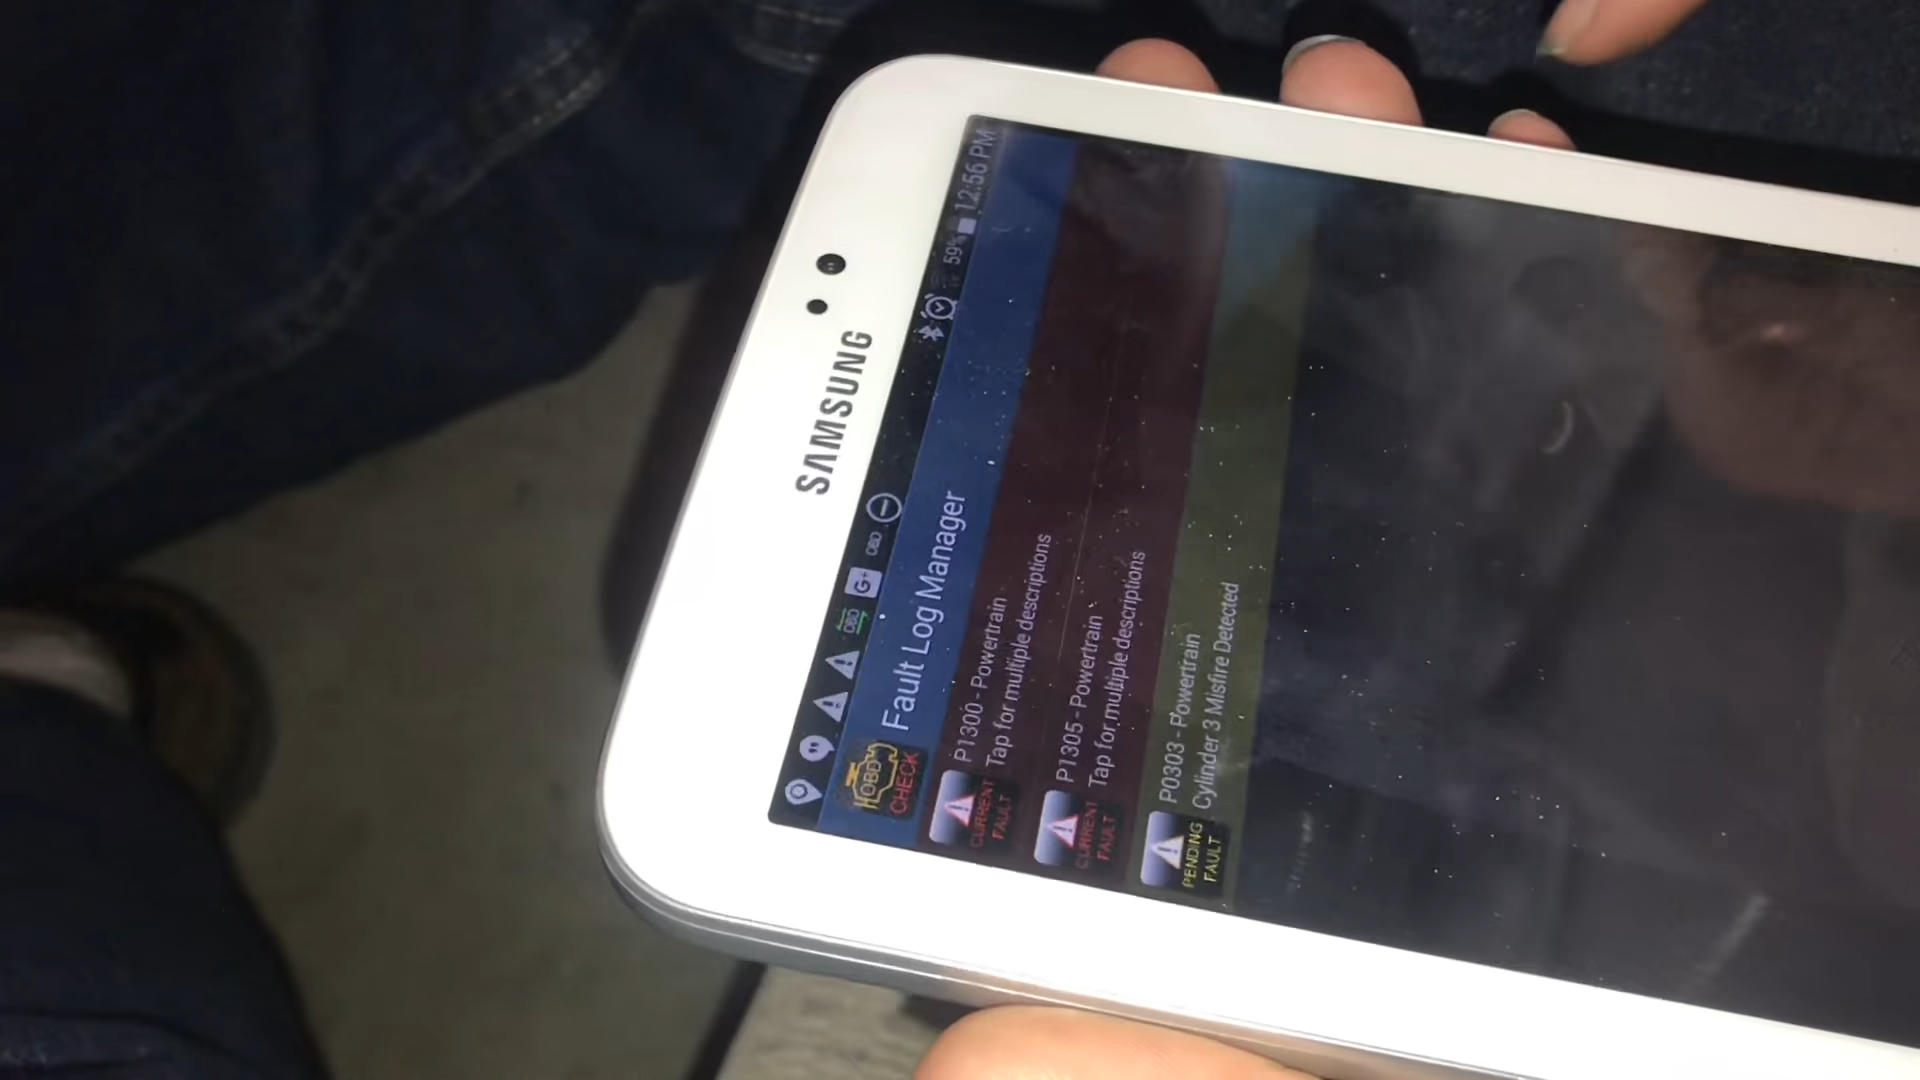 SAMSUNG
OBD G+ OBD 59% 12:56 PM
OBD
CHECK
Fault Log Manager
P1300 - Powertrain
Tap for multiple descriptions
CURRENT
FAULT
P1305 - Powertrain
Tap for multiple descriptions
CURRENT
FAULT
P0303 - Powertrain
Cylinder 3 Misfire Detected
PENDING
FAULT